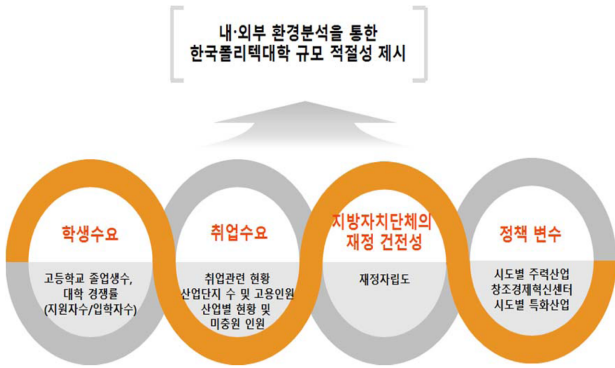 내·외부 환경분석을 통한
한국폴리텍대학 규모 적절성 제시
학생수요
고등학교 졸업생수,
대학 경쟁률
(지원자수/입학자수)
취업수요
취업관련 현황
산업단지 수 및 고용인원
산업별 현황 및
미충원 인원
지방자치단체의
재정 건전성
재정자립도
정책 변수
시도별 주력산업
창조경제혁신센터
시도별 특화산업